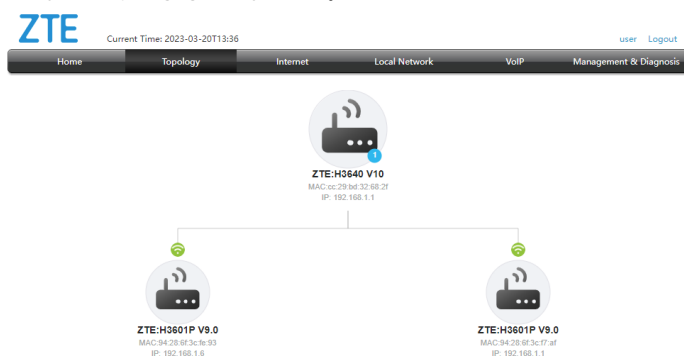 ZTE
Current Time: 2023-03-20T13:36
user Logout
Home Topology Internet Local Network VoIP Management & Diagnosis
1
ZTE:H3640 V10
MAC:cc:29:bd:32:68:2f
IP: 192.168.1.1
ZTE:H3601P V9.0 ZTE:H3601P V9.0
MAC:94:28:6f:3c:fe:93 MAC:94:28:6f:3c:f7:af
IP: 192.168.1.6 IP: 192.168.1.1